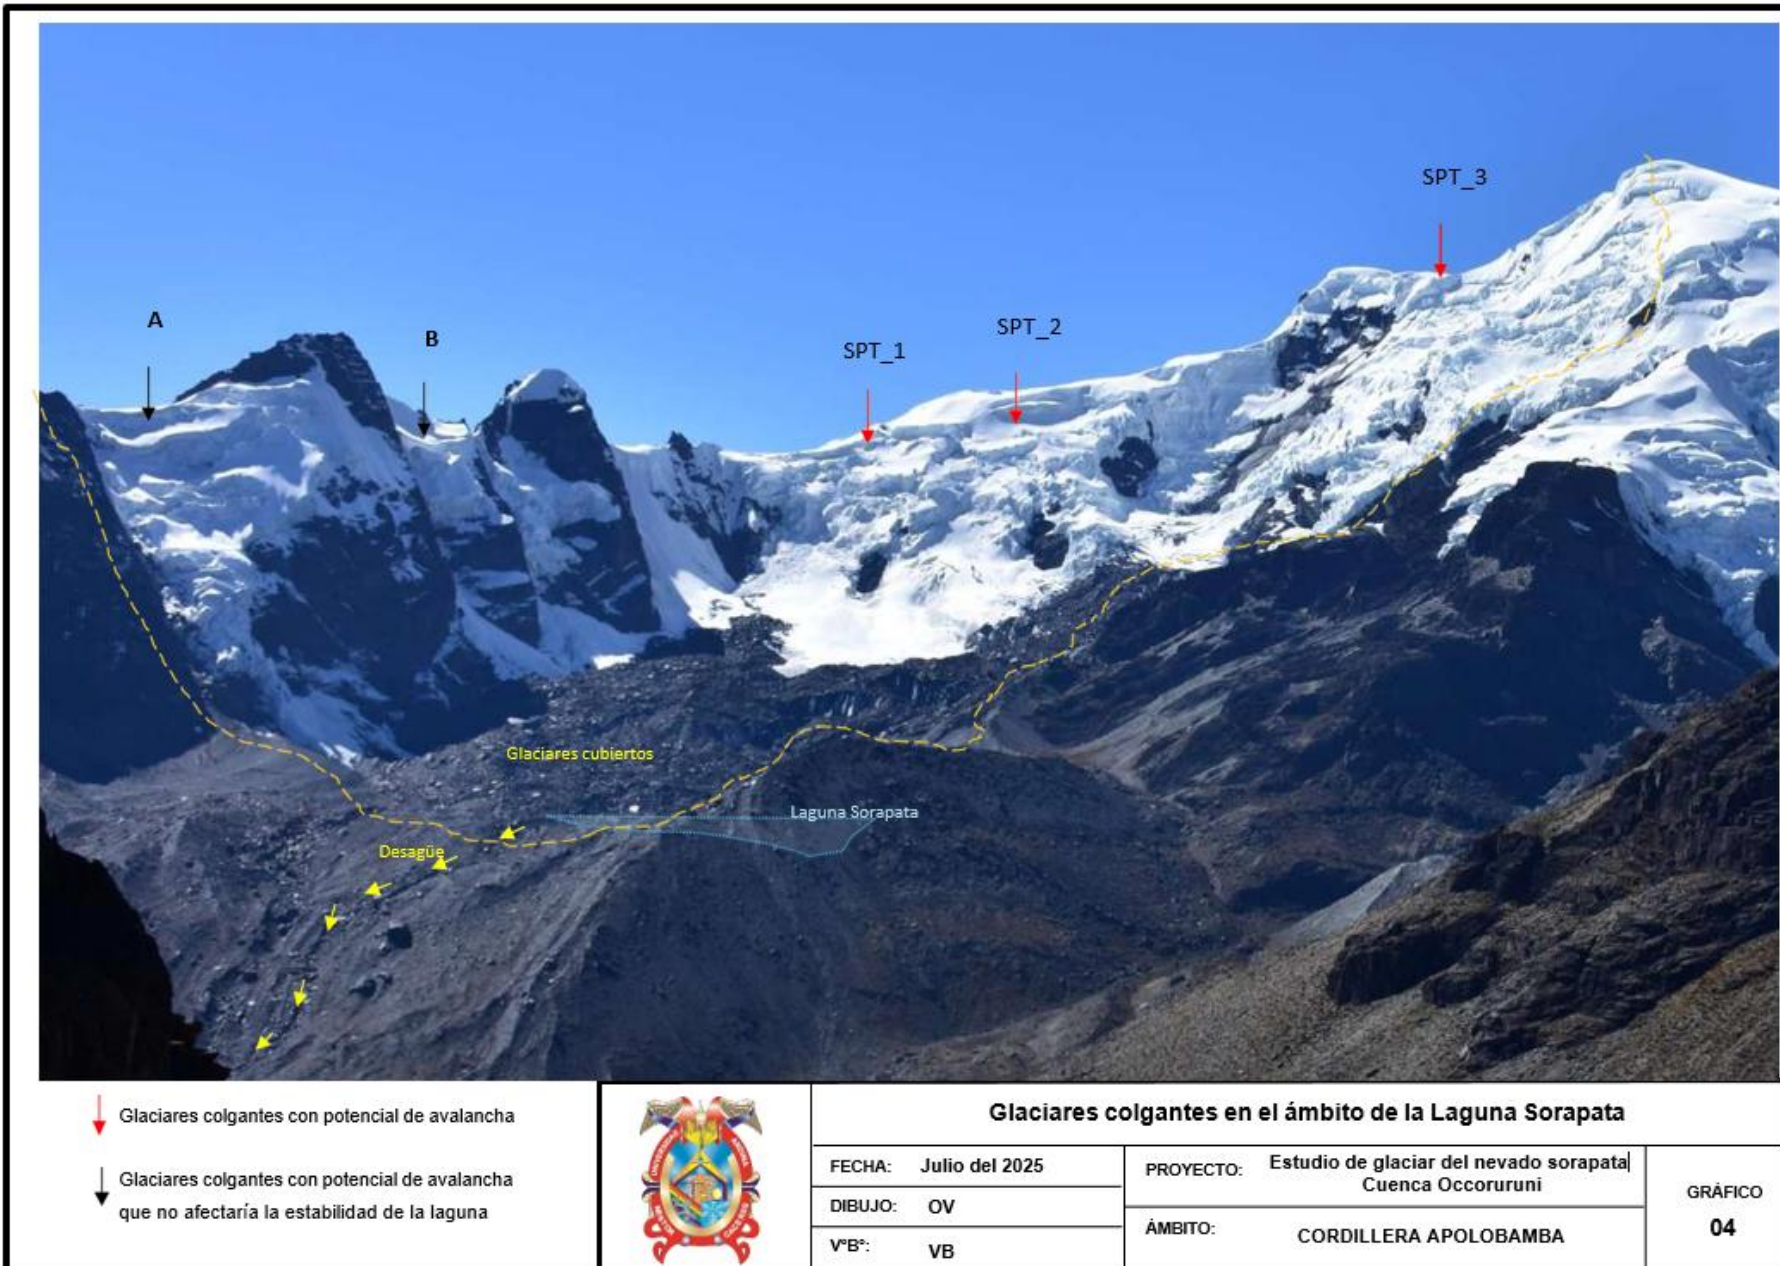 SPT_3
A
B
SPT_1
SPT_2
Glaciares cubiertos
Laguna Sorapata
Desagüe
Glaciares colgantes con potencial de avalancha
Glaciares colgantes con potencial de avalancha
que no afectaría la estabilidad de la laguna
UNIVERSIDAD ANDINA
Glaciares colgantes en el ámbito de la Laguna Sorapata
FECHA: Julio del 2025
DIBUJO: OV
V°B°: VB
PROYECTO: Estudio de glaciar del nevado sorapata
Cuenca Occoruruni
ÁMBITO: CORDILLERA APOLOBAMBA
GRÁFICO
04